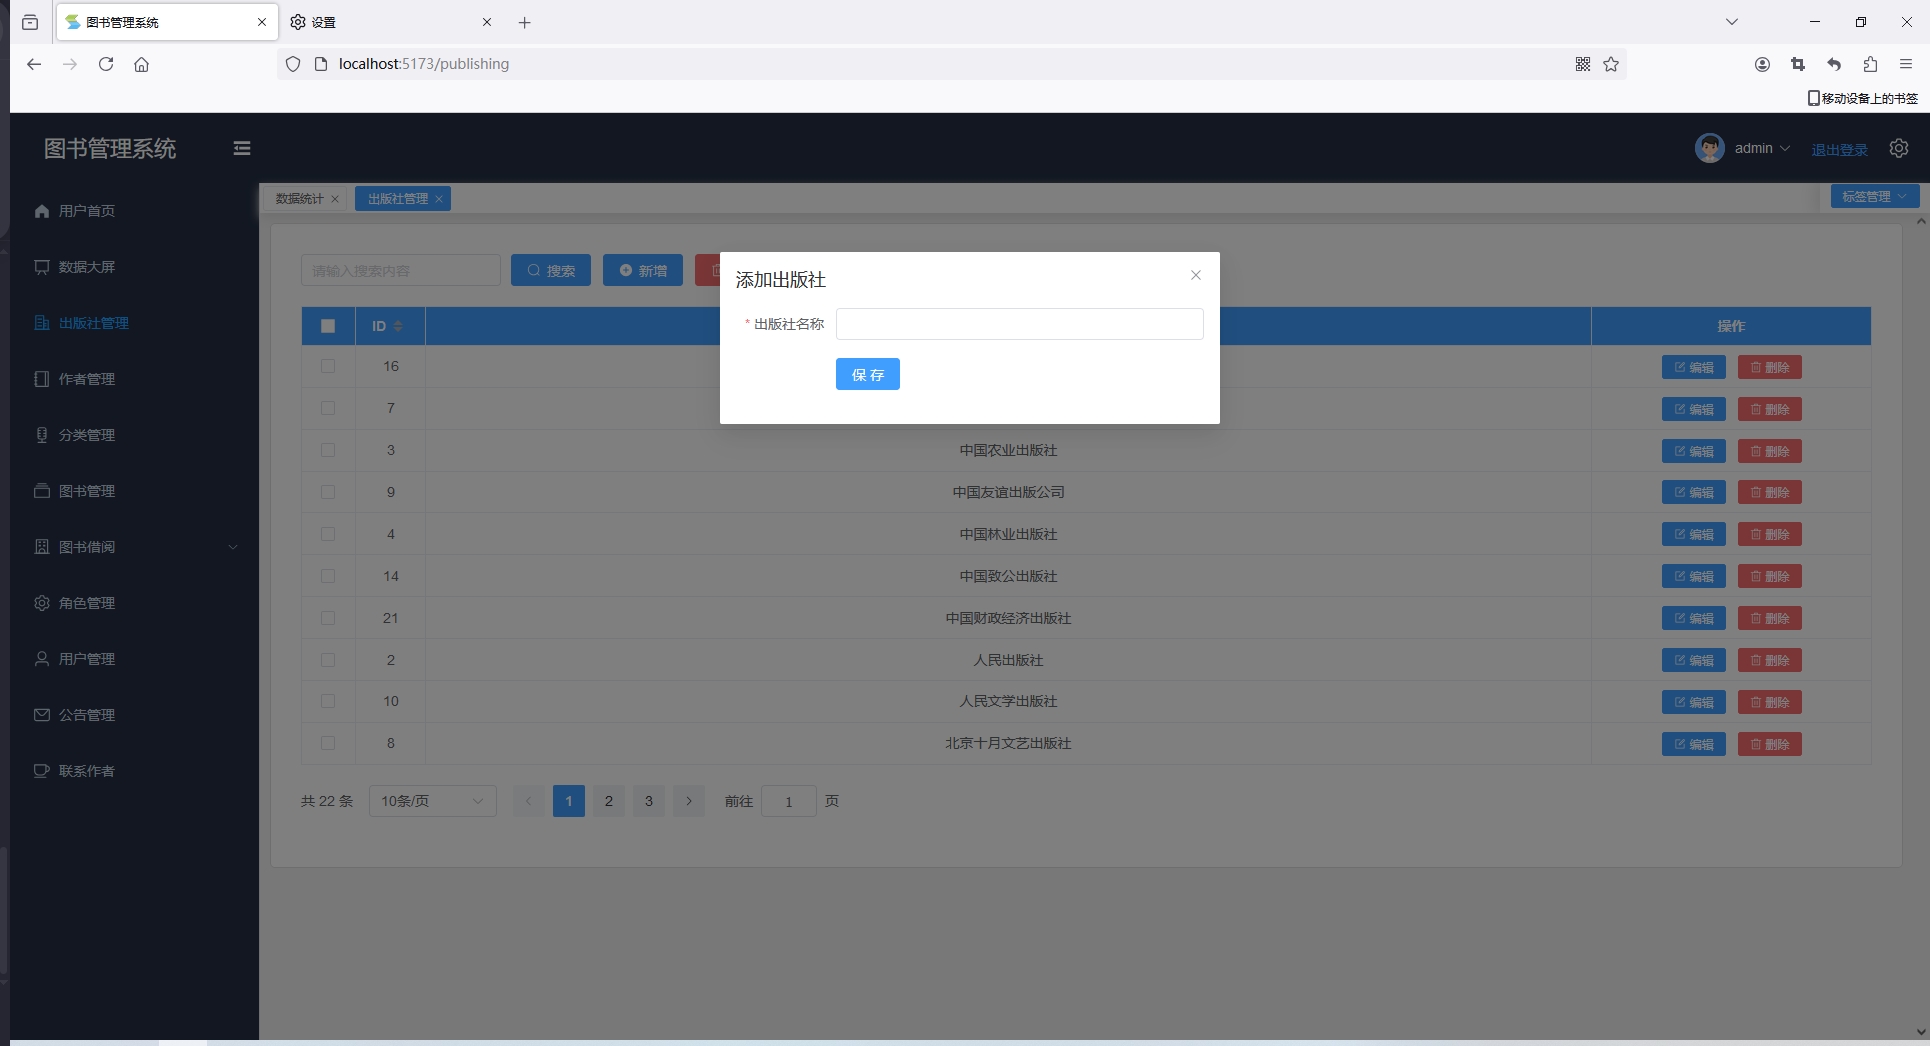 图书管理系统
设置
localhost:5173/publishing
移动设备上的书签
图书管理系统
admin
退出登录
用户首页
数据大屏
出版社管理
作者管理
分类管理
图书管理
图书借阅
角色管理
用户管理
公告管理
联系作者
数据统计
出版社管理
标签管理
请输入搜索内容
搜索
新增
添加出版社
* 出版社名称
保存
ID 操作
16 编辑 删除
7 编辑 删除
3 中国农业出版社 编辑 删除
9 中国友谊出版公司 编辑 删除
4 中国林业出版社 编辑 删除
14 中国致公出版社 编辑 删除
21 中国财政经济出版社 编辑 删除
2 人民出版社 编辑 删除
10 人民文学出版社 编辑 删除
8 北京十月文艺出版社 编辑 删除
共 22 条 10条/页 1 2 3 前往 1 页